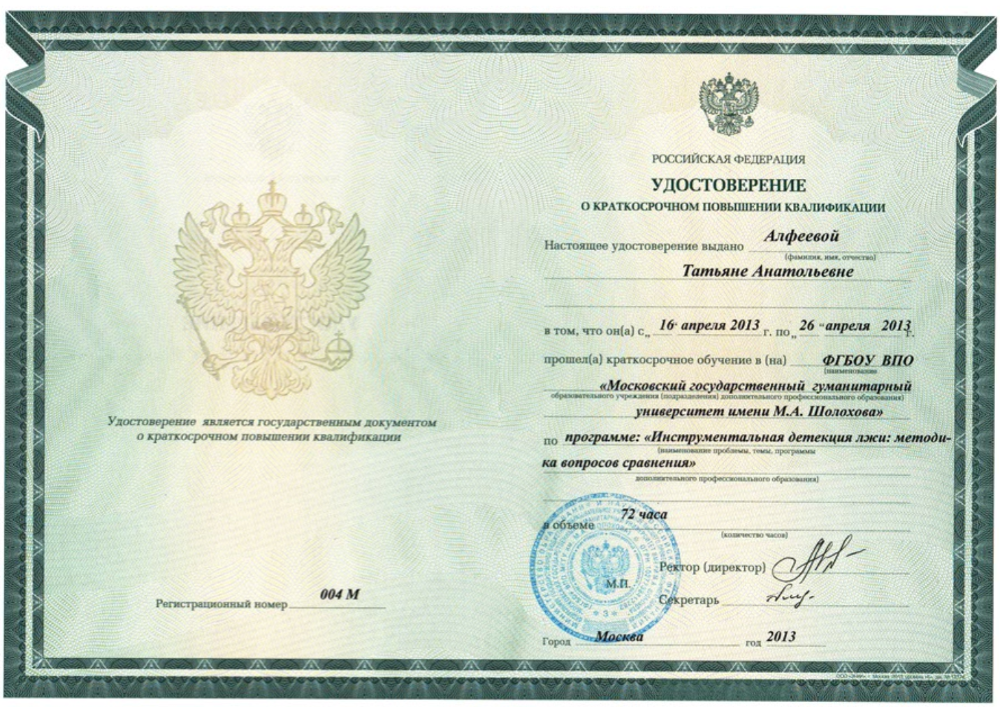 Удостоверение является государственным документом
о краткосрочном повышении квалификации
Регистрационный номер 004 М
РОССИЙСКАЯ ФЕДЕРАЦИЯ
УДОСТОВЕРЕНИЕ
О КРАТКОСРОЧНОМ ПОВЫШЕНИИ КВАЛИФИКАЦИИ
Настоящее удостоверение выдано Алфеевой
(фамилия, имя, отчество)
Татьяне Анатольевне
в том, что он(а) с „ 16 " апреля 2013 г. по „ 26 " апреля 2013 г.
прошел(а) краткосрочное обучение в (на) ФГБОУ ВПО
(наименование
«Московский государственный гуманитарный
образовательного учреждения (подразделения) дополнительного профессионального образования)
университет имени М.А. Шолохова»
по программе: «Инструментальная детекция лжи: методи-
(наименование проблемы, темы, программы
ка вопросов сравнения»
дополнительного профессионального образования)
в объеме 72 часа
(количество часов)
Ректор (директор)
М.П.
Секретарь
Город Москва год 2013